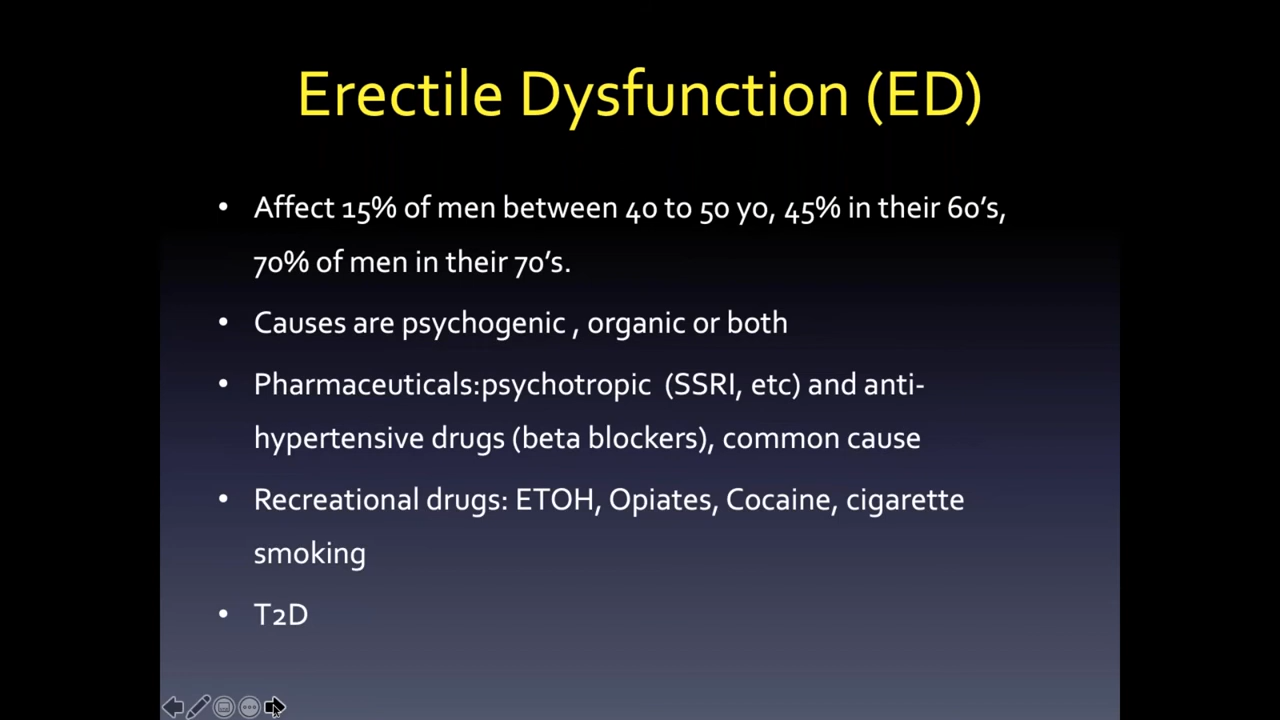 Erectile Dysfunction (ED)
• Affect 15% of men between 40 to 50 yo, 45% in their 60's,
70% of men in their 70's.
• Causes are psychogenic , organic or both
• Pharmaceuticals:psychotropic (SSRI, etc) and anti-
hypertensive drugs (beta blockers), common cause
• Recreational drugs: ETOH, Opiates, Cocaine, cigarette
smoking
• T2D